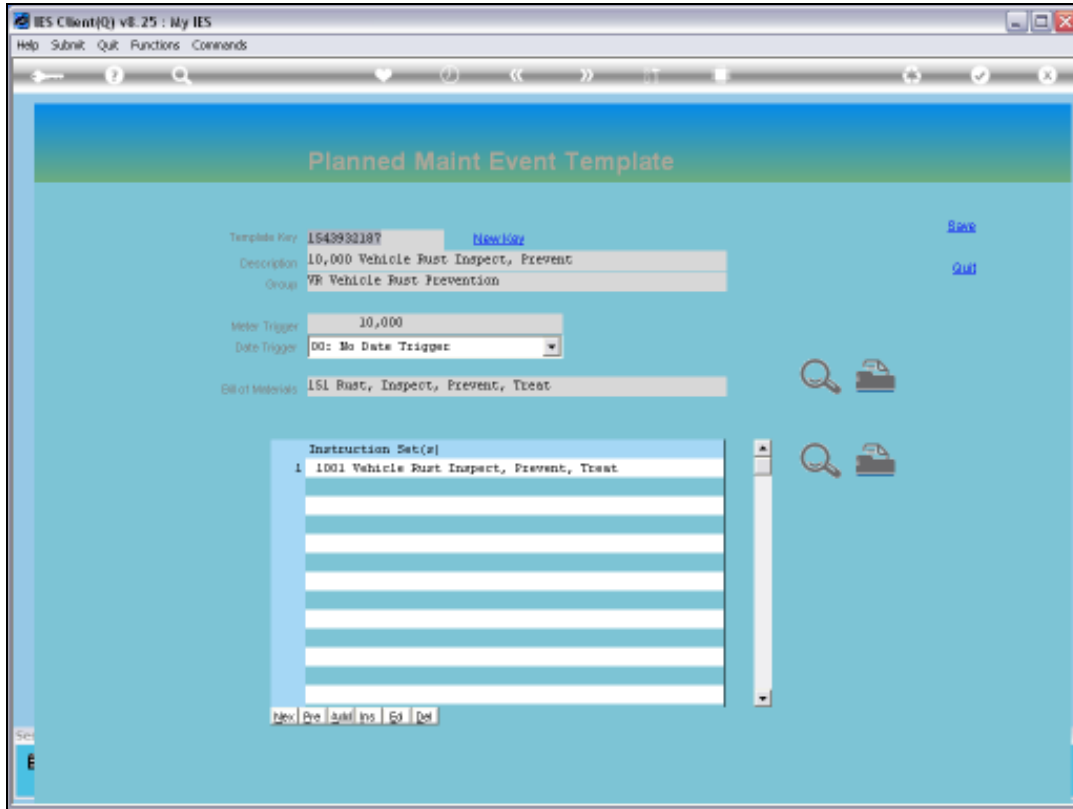 IES Client(Q) v8.25 : My IES
Help Submit Quit Functions Commands
Planned Maint Event Template
Template Key 1543932187 New Key
Save
Description 10,000 Vehicle Rust Inspect, Prevent
Quit
Group VR Vehicle Rust Prevention
Meter Trigger 10,000
Date Trigger 00: No Date Trigger
Bill of Materials 151 Rust, Inspect, Prevent, Treat
Instruction Set(s)
1 1001 Vehicle Rust Inspect, Prevent, Treat
Nex Pre Add Ins Ed Del